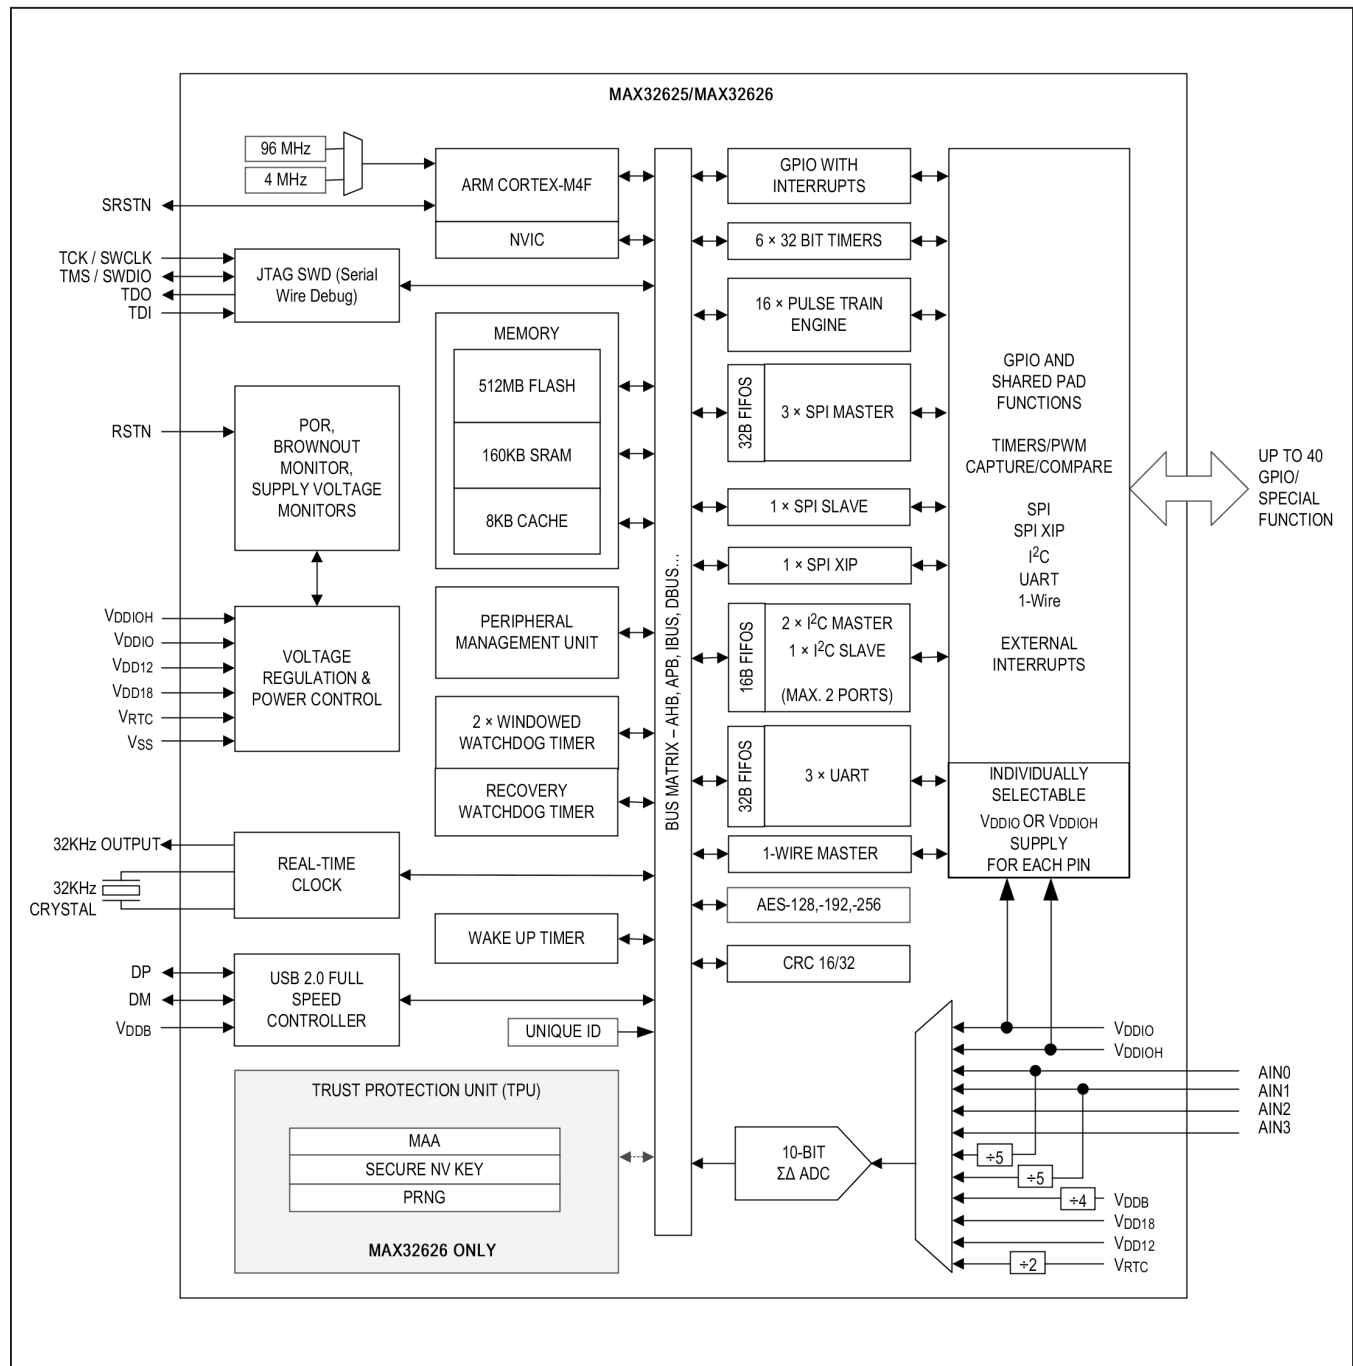 MAX32625/MAX32626
96 MHz
4 MHz
SRSTN
ARM CORTEX-M4F
NVIC
TCK / SWCLK
TMS / SWDIO
TDO
TDI
JTAG SWD (Serial
Wire Debug)
MEMORY
512MB FLASH
160KB SRAM
8KB CACHE
RSTN
POR,
BROWNOUT
MONITOR,
SUPPLY VOLTAGE
MONITORS
VDDIOH
VDDIO
VDD12
VDD18
VRTC
VSS
VOLTAGE
REGULATION &
POWER CONTROL
PERIPHERAL
MANAGEMENT UNIT
2 × WINDOWED
WATCHDOG TIMER
RECOVERY
WATCHDOG TIMER
32KHz OUTPUT
32KHz
CRYSTAL
REAL-TIME
CLOCK
WAKE UP TIMER
DP
DM
VDDB
USB 2.0 FULL
SPEED
CONTROLLER
UNIQUE ID
TRUST PROTECTION UNIT (TPU)
MAA
SECURE NV KEY
PRNG
MAX32626 ONLY
BUS MATRIX – AHB, APB, IBUS, DBUS...
GPIO WITH
INTERRUPTS
6 × 32 BIT TIMERS
16 × PULSE TRAIN
ENGINE
32B FIFOS
3 × SPI MASTER
1 × SPI SLAVE
1 × SPI XIP
16B FIFOS
2 × I2C MASTER
1 × I2C SLAVE
(MAX. 2 PORTS)
32B FIFOS
3 × UART
1-WIRE MASTER
AES-128,-192,-256
CRC 16/32
10-BIT
ΣΔ ADC
GPIO AND
SHARED PAD
FUNCTIONS
TIMERS/PWM
CAPTURE/COMPARE
SPI
SPI XIP
I2C
UART
1-Wire
EXTERNAL
INTERRUPTS
INDIVIDUALLY
SELECTABLE
VDDIO OR VDDIOH
SUPPLY
FOR EACH PIN
UP TO 40
GPIO/
SPECIAL
FUNCTION
VDDIO
VDDIOH
AIN0
AIN1
AIN2
AIN3
÷5
÷5
÷4
VDDB
VDD18
VDD12
÷2
VRTC